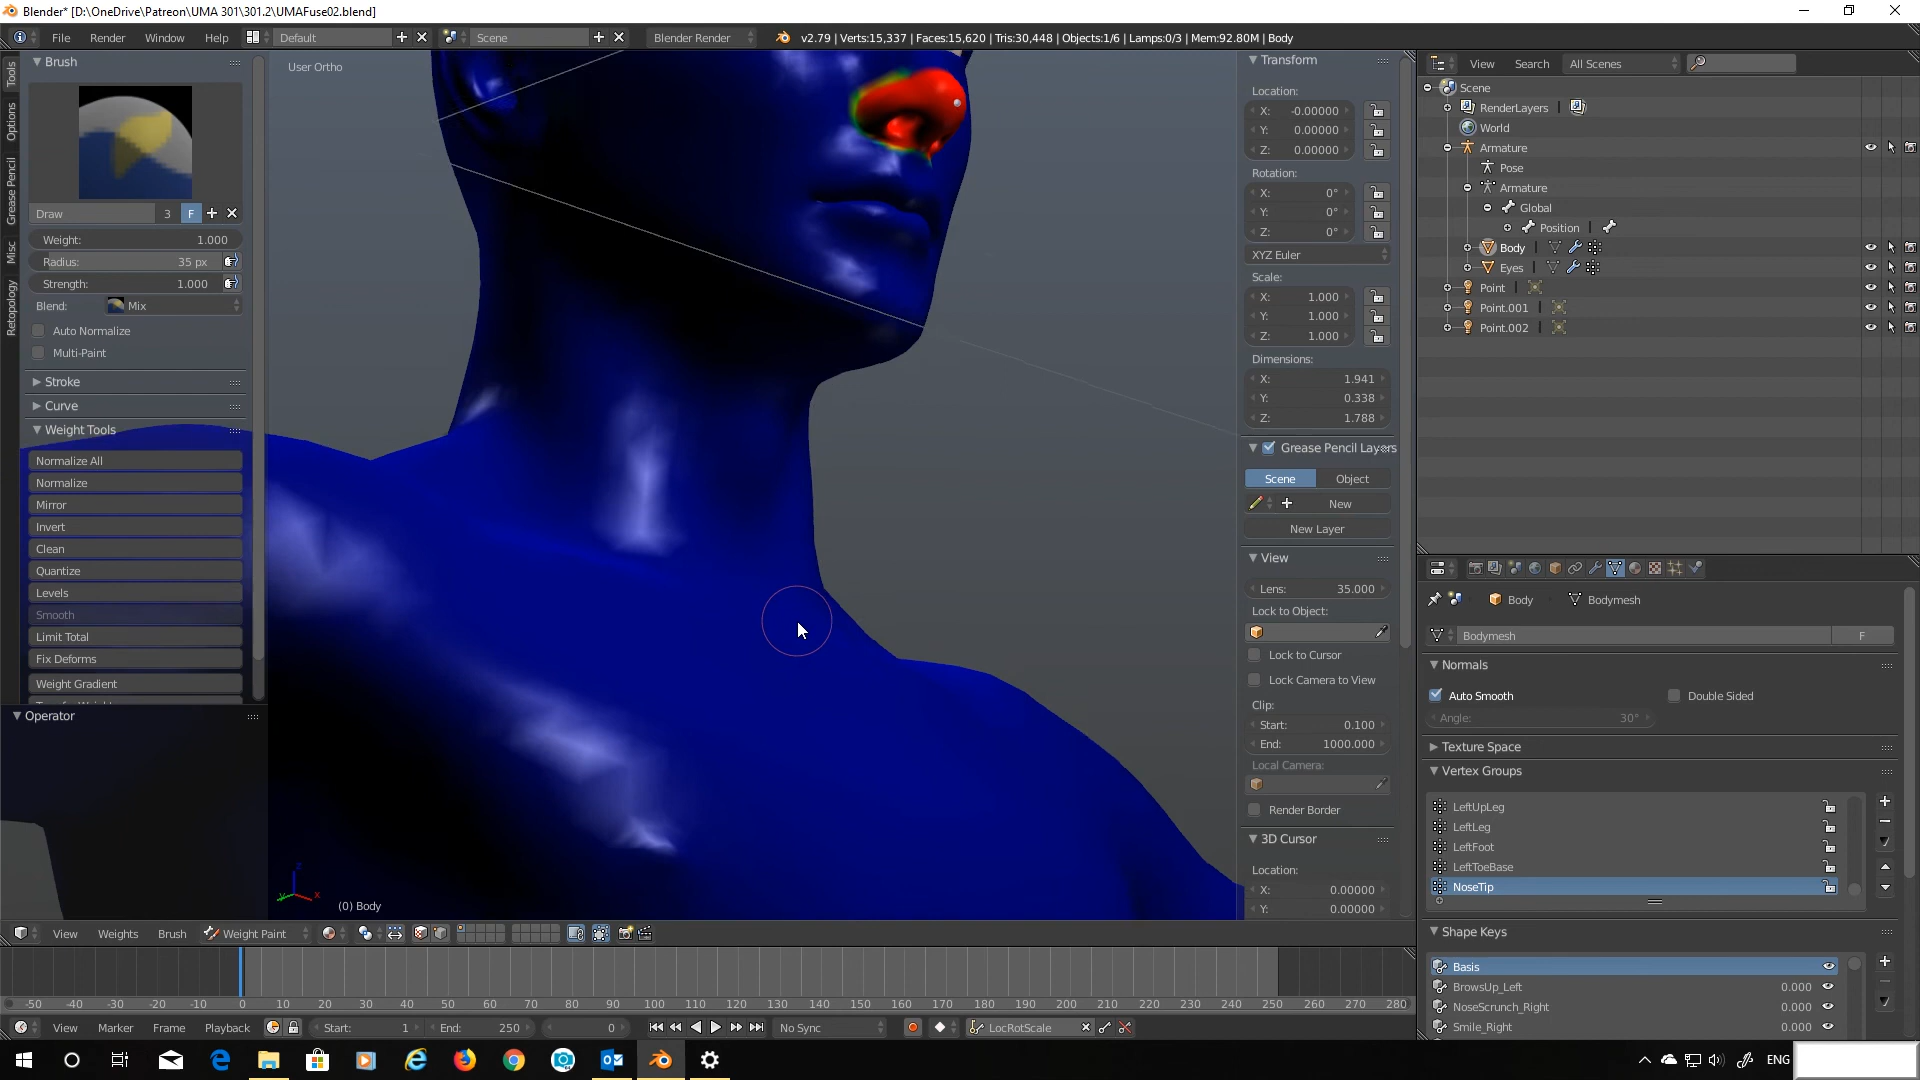 Blender* [D:\OneDrive\Patreon\UMA 301\301.2\UMAFuse02.blend]
File Render Window Help Default Scene Blender Render v2.79 | Verts:15,337 | Faces:15,620 | Tris:30,448 | Objects:1/6 | Lamps:0/3 | Mem:92.80M | Body
Tools
Options
Grease Pencil
Misc
Retopology
Brush
Draw 3 F
Weight: 1.000
Radius: 35 px
Strength: 1.000
Blend: Mix
Auto Normalize
Multi-Paint
Stroke
Curve
Weight Tools
Normalize All
Normalize
Mirror
Invert
Clean
Quantize
Levels
Smooth
Limit Total
Fix Deforms
Weight Gradient
Operator
User Ortho
(0) Body
Transform
Location:
X: -0.00000
Y: 0.00000
Z: 0.00000
Rotation:
X: 0°
Y: 0°
Z: 0°
XYZ Euler
Scale:
X: 1.000
Y: 1.000
Z: 1.000
Dimensions:
X: 1.941
Y: 0.338
Z: 1.788
Grease Pencil Layers
Scene Object
New
New Layer
View
Lens: 35.000
Lock to Object:
Lock to Cursor
Lock Camera to View
Clip:
Start: 0.100
End: 1000.000
Local Camera:
Render Border
3D Cursor
Location:
X: 0.00000
Y: 0.00000
View Search All Scenes
Scene
RenderLayers
World
Armature
Pose
Armature
Global
Position
Body
Eyes
Point
Point.001
Point.002
Body Bodymesh
Bodymesh F
Normals
Auto Smooth Double Sided
Angle: 30°
Texture Space
Vertex Groups
LeftUpLeg
LeftLeg
LeftFoot
LeftToeBase
NoseTip
Shape Keys
Basis
BrowsUp_Left 0.000
NoseScrunch_Right 0.000
Smile_Right 0.000
View Weights Brush Weight Paint
-50 -40 -30 -20 -10 0 10 20 30 40 50 60 70 80 90 100 110 120 130 140 150 160 170 180 190 200 210 220 230 240 250 260 270 280
View Marker Frame Playback Start: 1 End: 250 0 No Sync LocRotScale
ENG